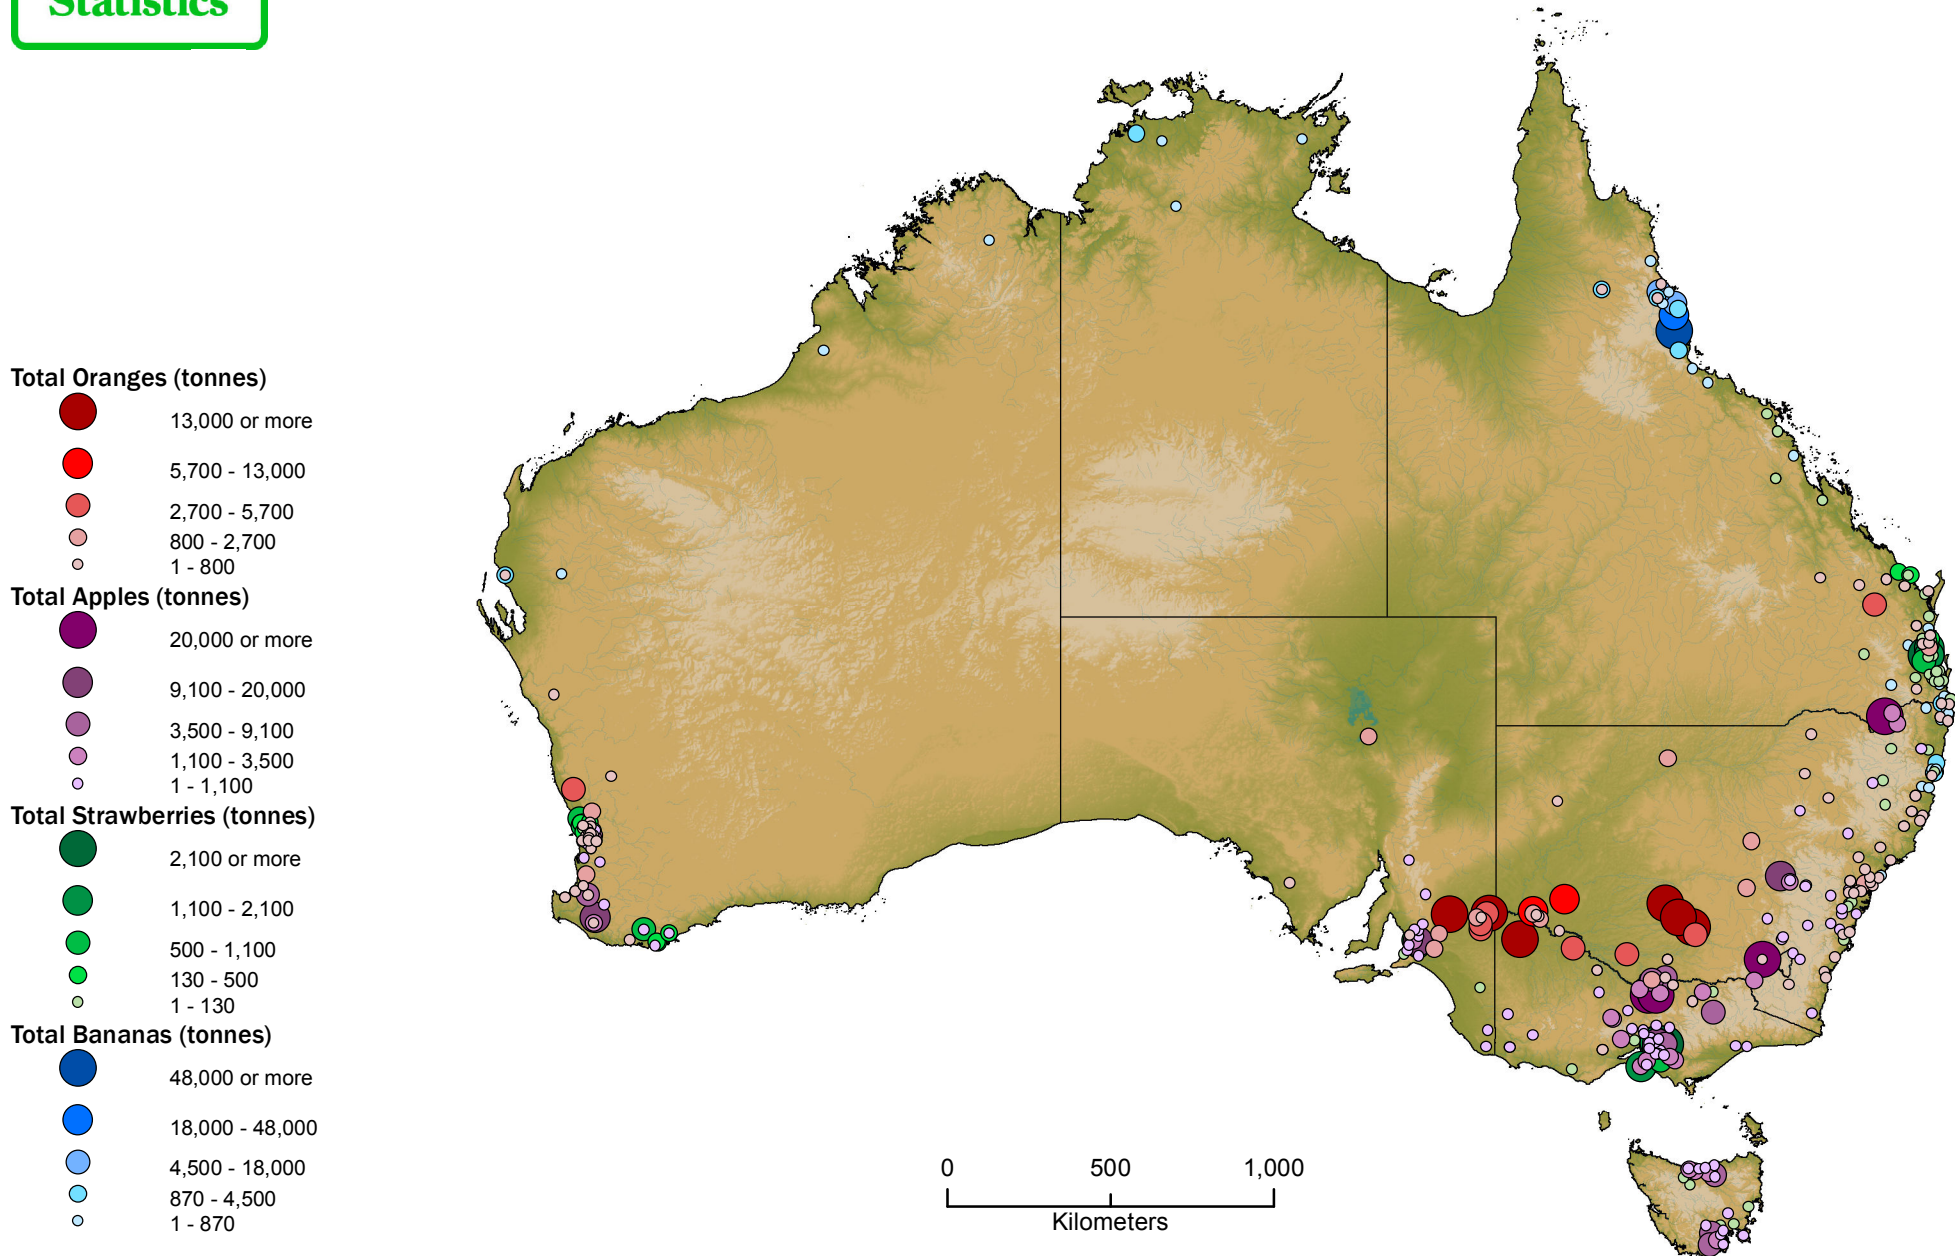 Statistics
Total Oranges (tonnes)
13,000 or more
5,700 - 13,000
2,700 - 5,700
800 - 2,700
1 - 800
Total Apples (tonnes)
20,000 or more
9,100 - 20,000
3,500 - 9,100
1,100 - 3,500
1 - 1,100
Total Strawberries (tonnes)
2,100 or more
1,100 - 2,100
500 - 1,100
130 - 500
1 - 130
Total Bananas (tonnes)
48,000 or more
18,000 - 48,000
4,500 - 18,000
870 - 4,500
1 - 870
0 500 1,000
Kilometers